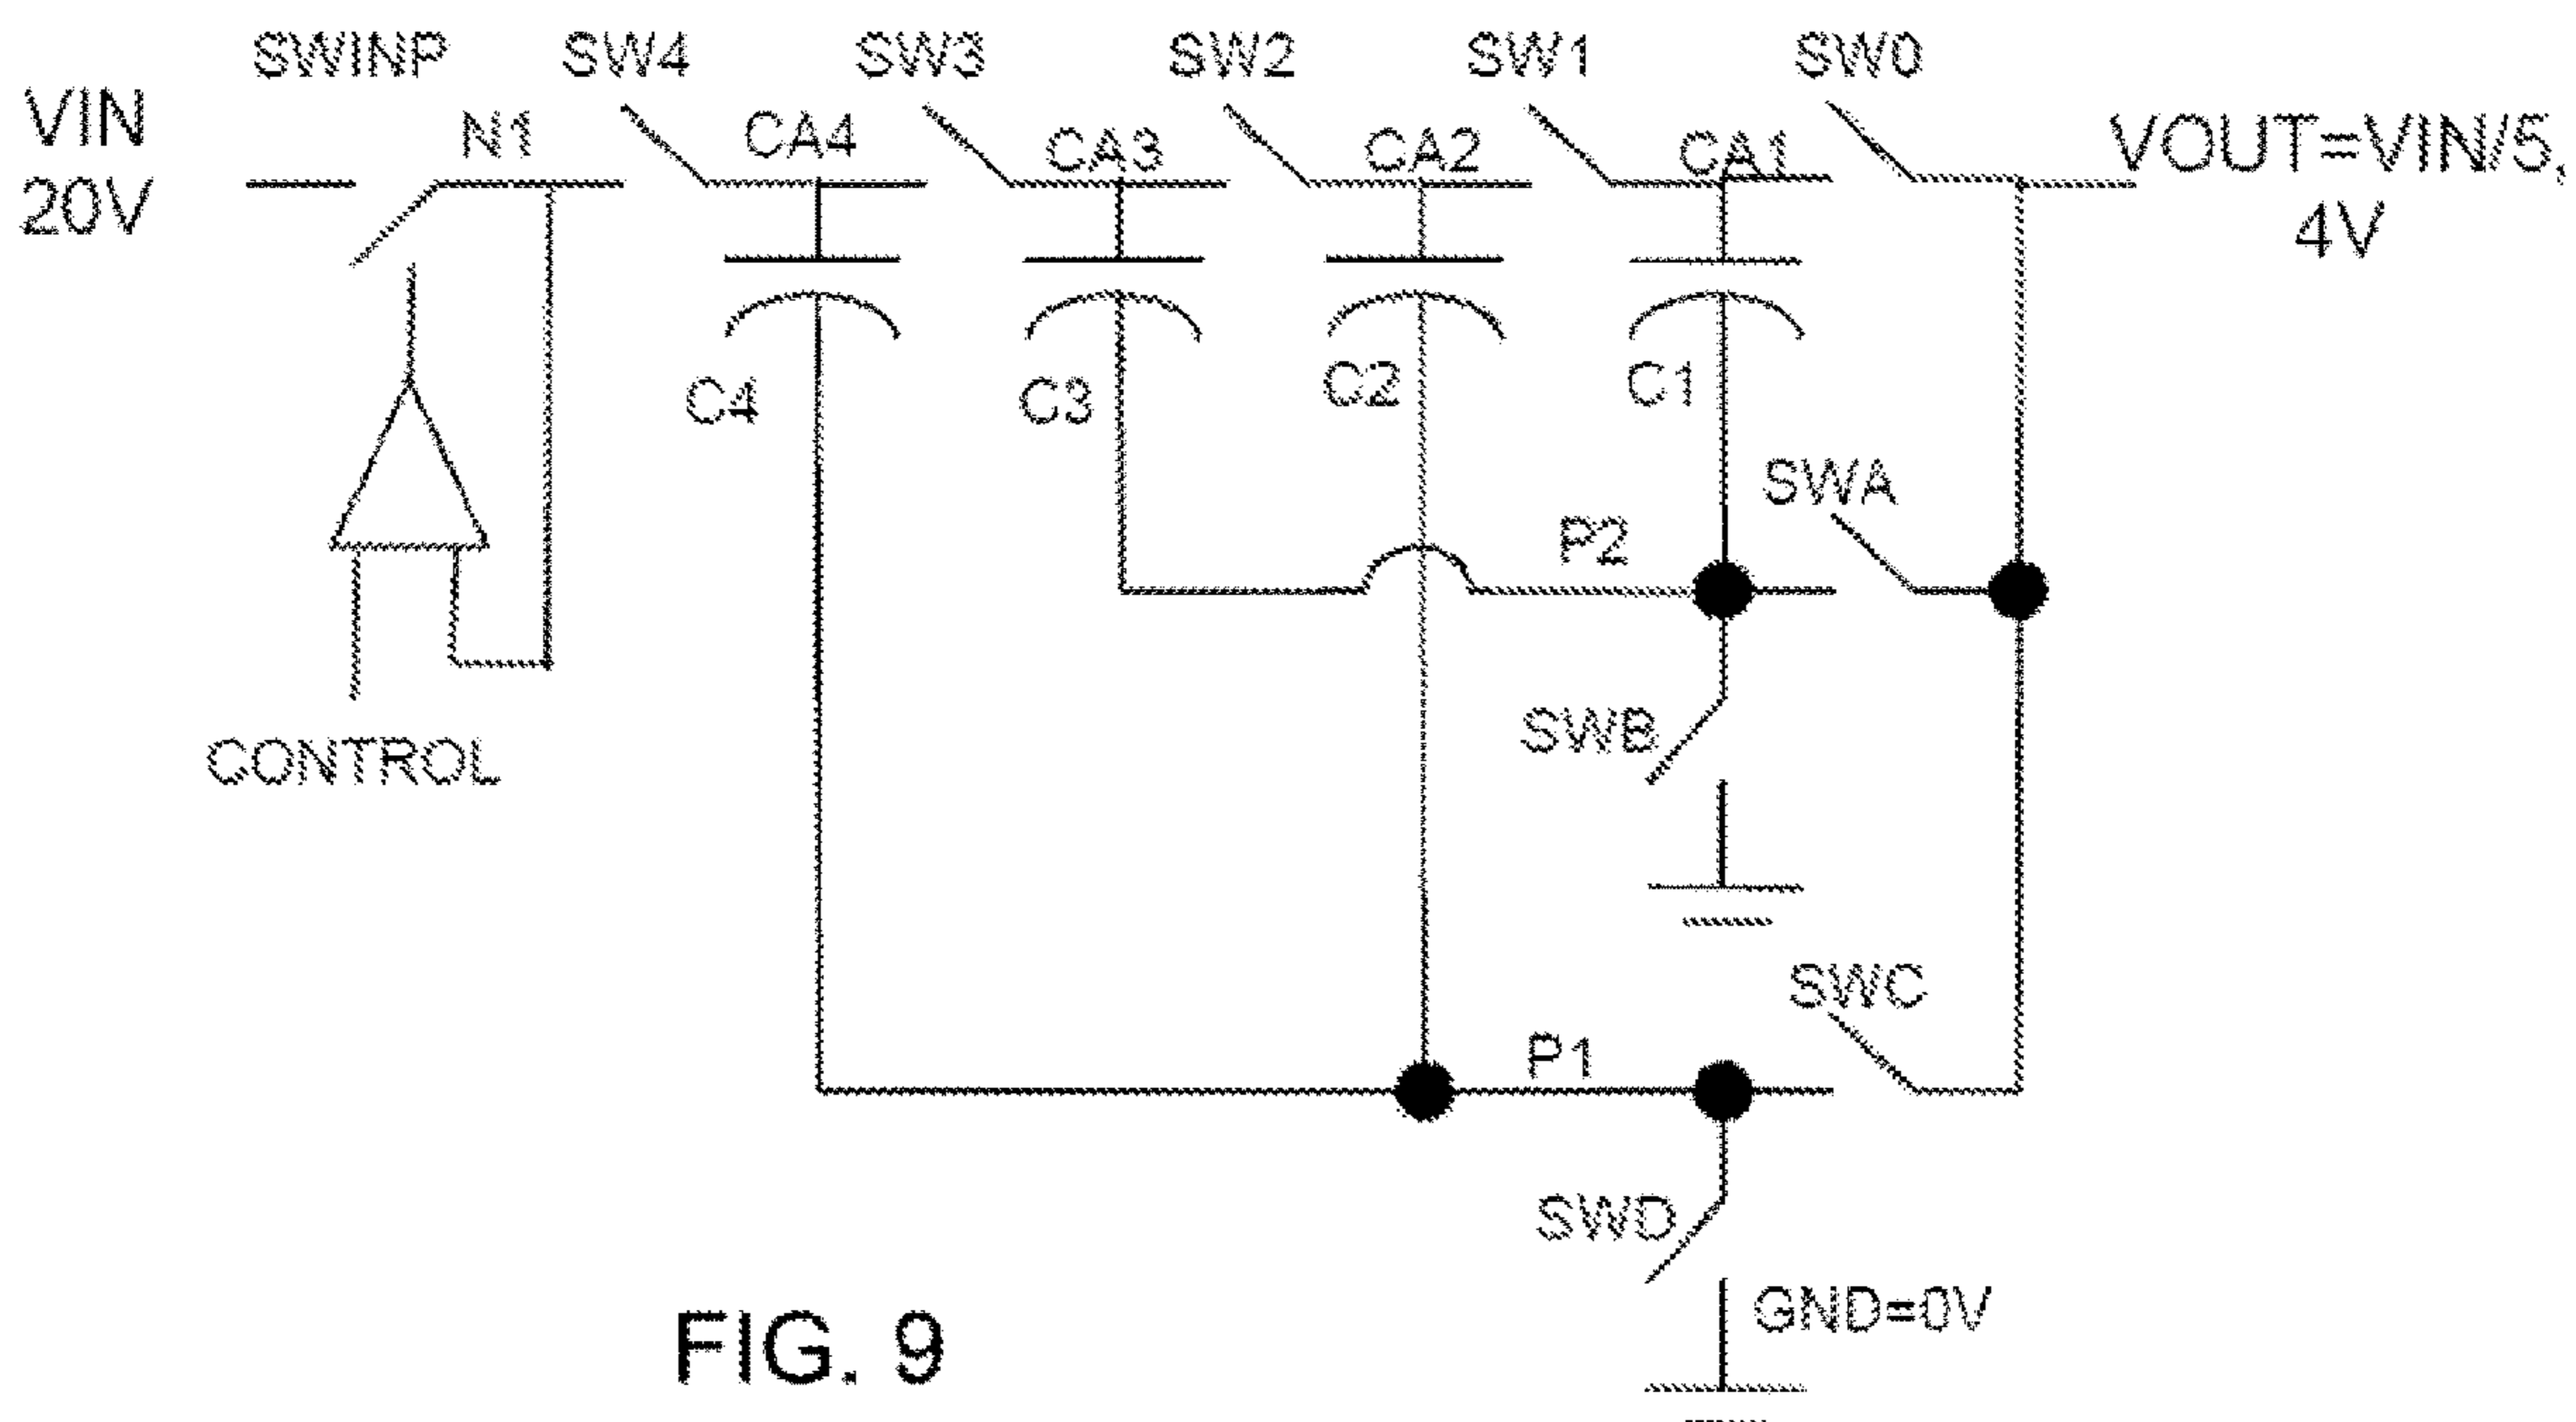 SWINP SW4 SW3 SW2 SW1 SW0
VIN
20V
N1 CA4 CA3 CA2 CA1
VOUT=VIN/5,
4V
C4 C3 C2 C1
SWA
P2
SWB
CONTROL
SWC
P1
SWD
GND=0V
FIG. 9